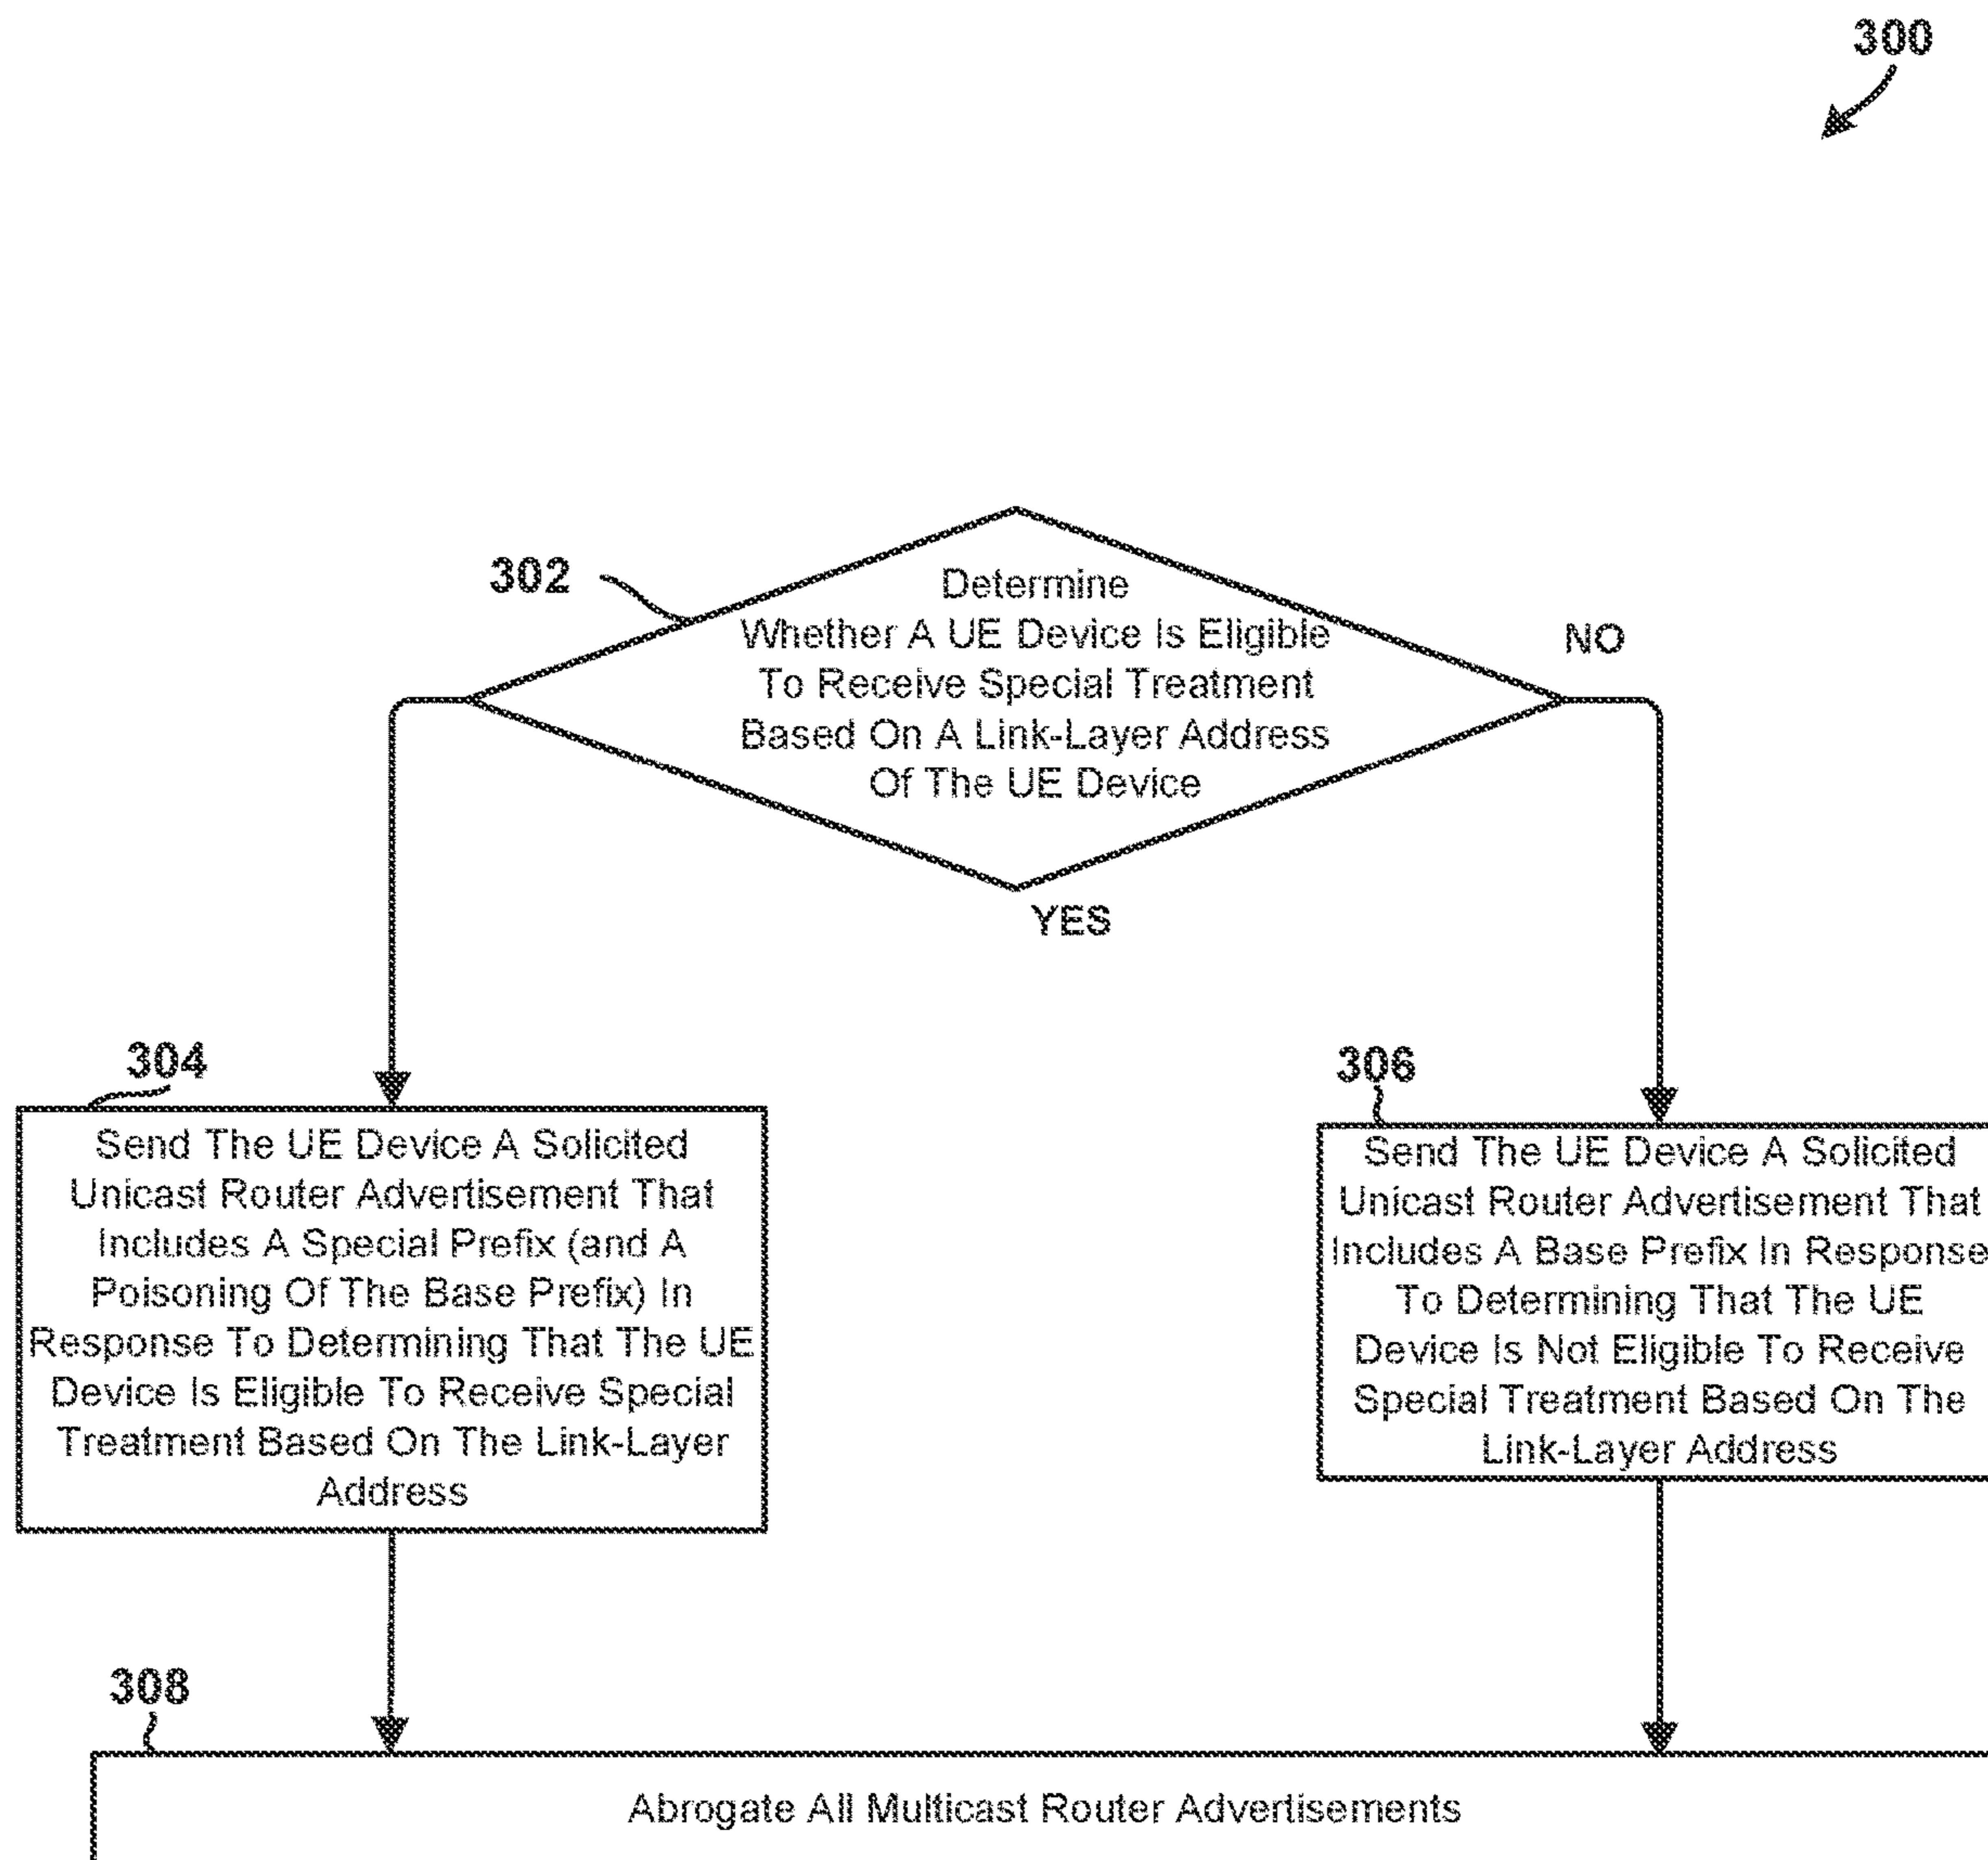 300
302
Determine
Whether A UE Device Is Eligible
To Receive Special Treatment
Based On A Link-Layer Address
Of The UE Device
NO
YES
304
Send The UE Device A Solicited
Unicast Router Advertisement That
Includes A Special Prefix (and A
Poisoning Of The Base Prefix) In
Response To Determining That The UE
Device Is Eligible To Receive Special
Treatment Based On The Link-Layer
Address
306
Send The UE Device A Solicited
Unicast Router Advertisement That
Includes A Base Prefix In Response
To Determining That The UE
Device Is Not Eligible To Receive
Special Treatment Based On The
Link-Layer Address
308
Abrogate All Multicast Router Advertisements